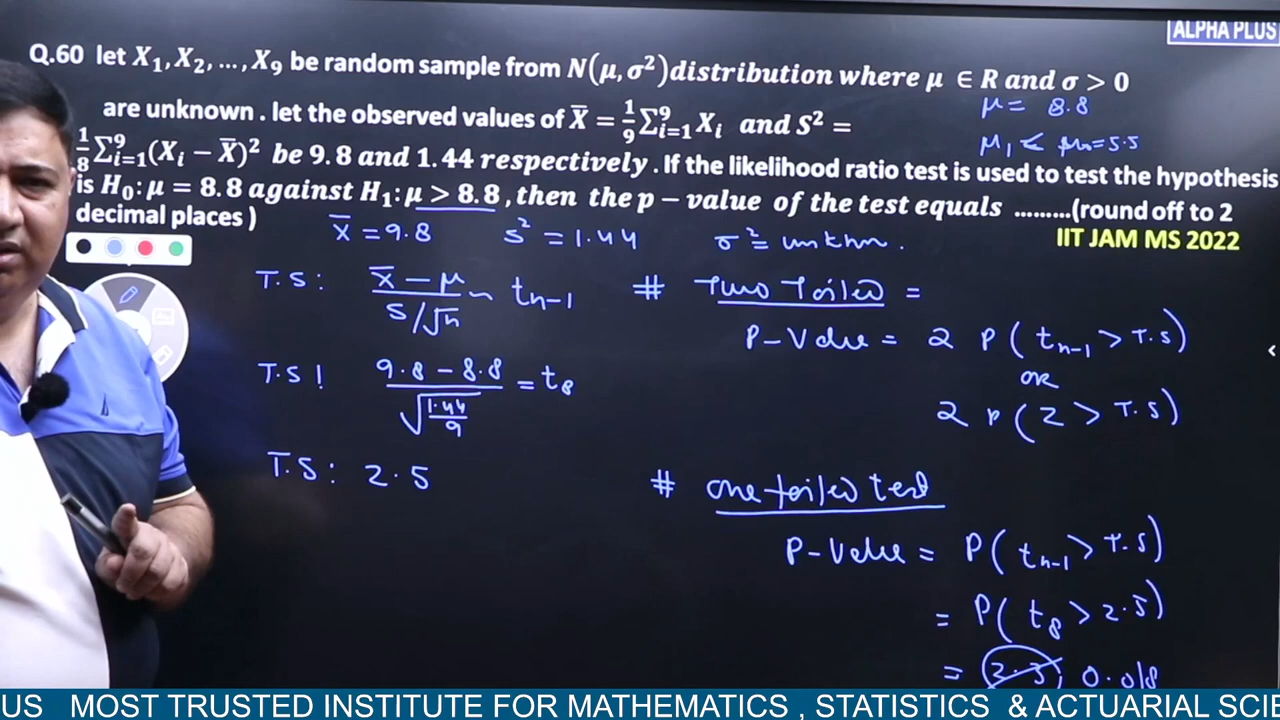 ALPHA PLUS
Q.60 let X₁, X₂, ..., X₉ be random sample from N(μ, σ²) distribution where μ ∈ R and σ > 0
are unknown . let the observed values of X̄ = 1/9 ∑⁹ᵢ₌₁ Xᵢ and S² =
1/8 ∑⁹ᵢ₌₁(Xᵢ − X̄)² be 9.8 and 1.44 respectively . If the likelihood ratio test is used to test the hypothesis
is H₀: μ = 8.8 against H₁: μ > 8.8 , then the p − value of the test equals .........(round off to 2
decimal places )
IIT JAM MS 2022
μ = 8.8
μ₁ < μ₀ = 5.5
x̄ = 9.8 s² = 1.44 σ² = unknn .
T.S : (x̄ − μ)/(s/√n) ~ tₙ₋₁
T.S ! (9.8 − 8.8)/√(1.44/9) = t₈
T.S : 2.5
# Two Tailed =
P-Value = 2 P( tₙ₋₁ > T.S )
OR
2 P ( Z > T.S )
# one tailed test
P-Value = P( tₙ₋₁ > T.S )
= P( t₈ > 2.5 )
= 0.018
US MOST TRUSTED INSTITUTE FOR MATHEMATICS , STATISTICS & ACTUARIAL SCIE